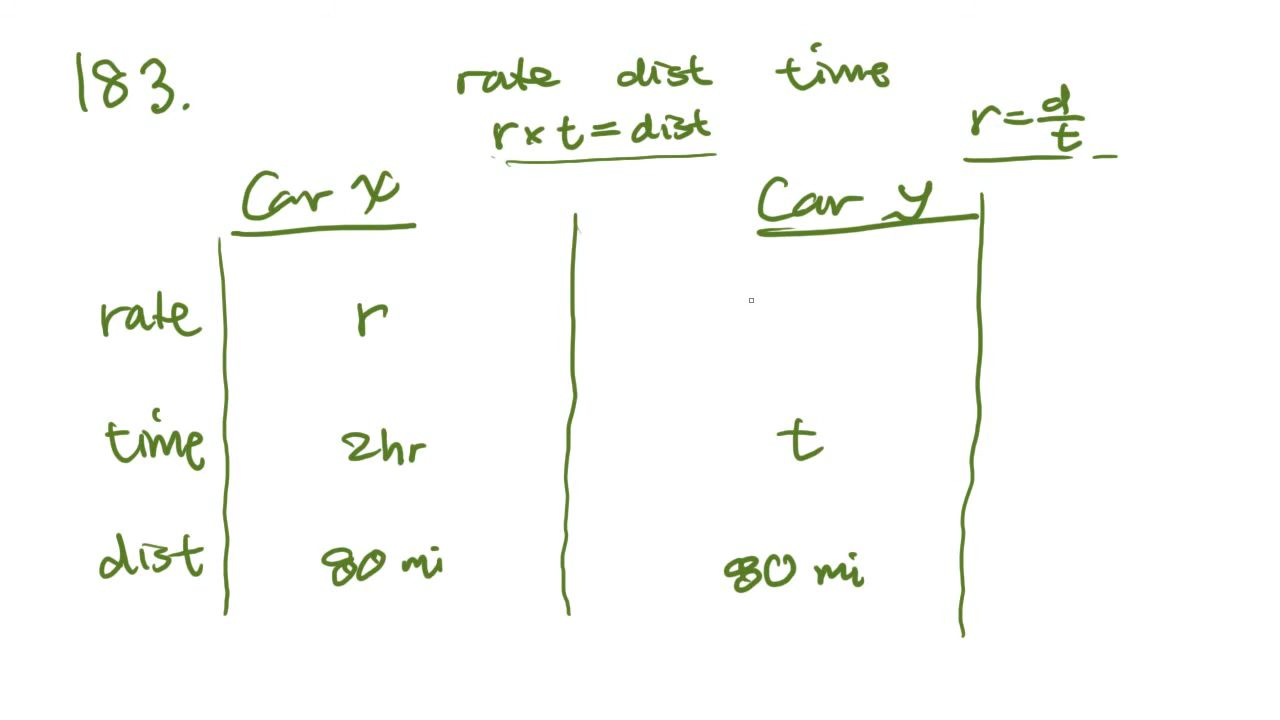 183.
rate dist time
r x t = dist
r = d/t
Car x Car y
rate r
time 2hr t
dist 80 mi 80 mi